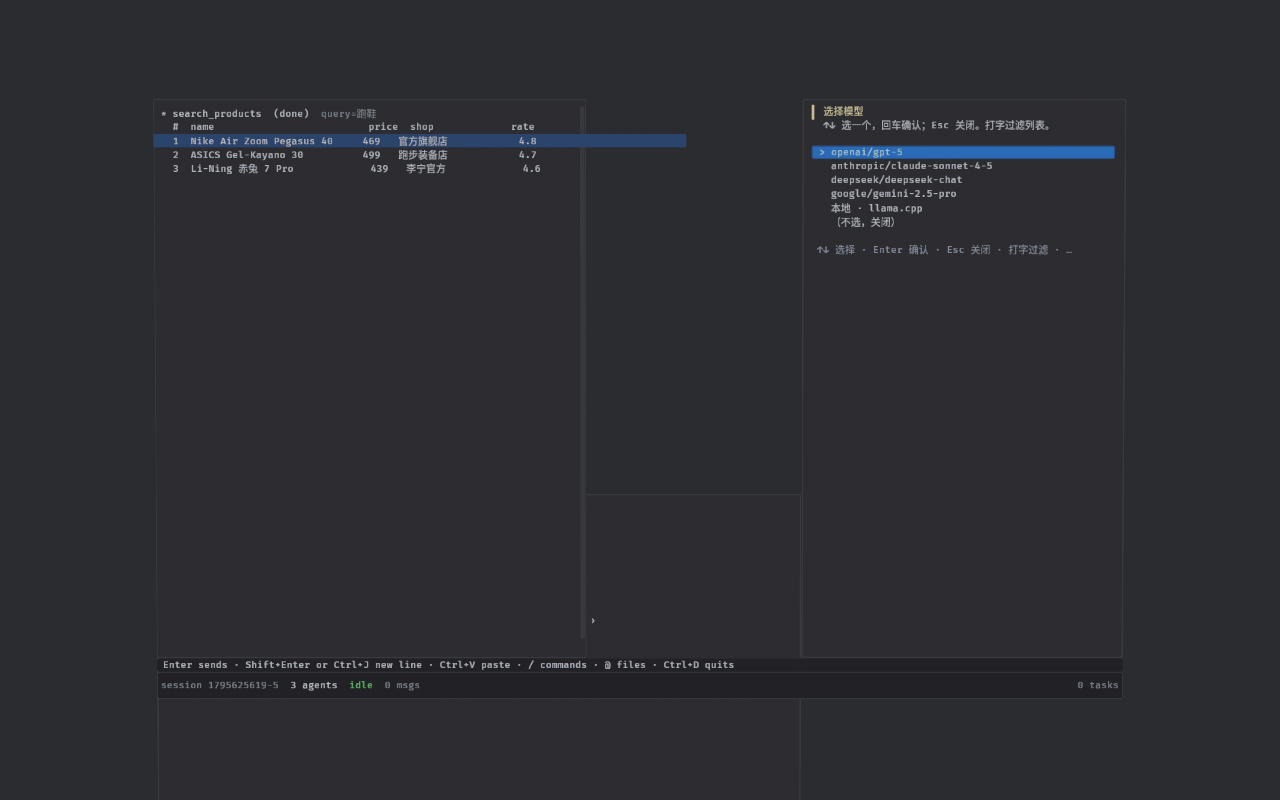 * search_products (done) query=跑鞋
# name price shop rate
1 Nike Air Zoom Pegasus 40 469 官方旗舰店 4.8
2 ASICS Gel-Kayano 30 499 跑步装备店 4.7
3 Li-Ning 赤兔 7 Pro 439 李宁官方 4.6
选择模型
↑↓ 选一个，回车确认；Esc 关闭。打字过滤列表。
> openai/gpt-5
anthropic/claude-sonnet-4-5
deepseek/deepseek-chat
google/gemini-2.5-pro
本地 · llama.cpp
（不选，关闭）
↑↓ 选择 · Enter 确认 · Esc 关闭 · 打字过滤 · …
›
Enter sends · Shift+Enter or Ctrl+J new line · Ctrl+V paste · / commands · @ files · Ctrl+D quits
session 1795625619-5 3 agents idle 0 msgs 0 tasks